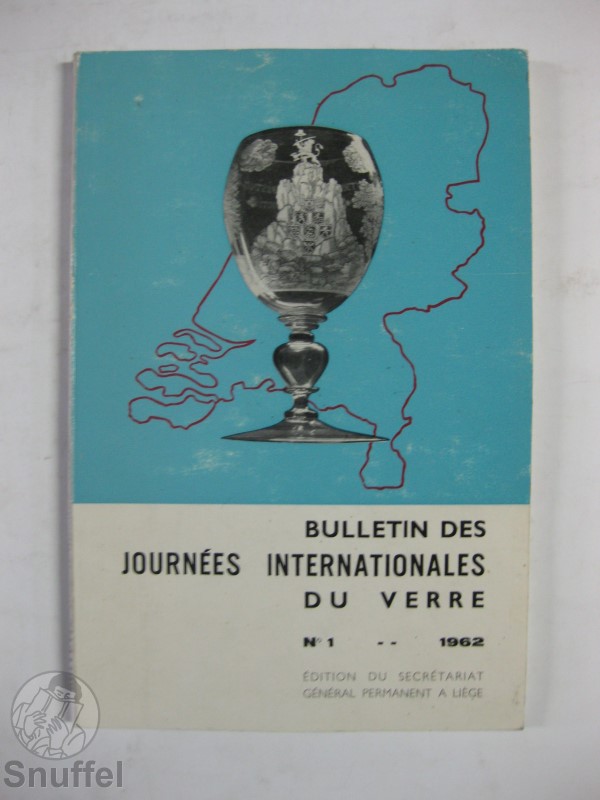 BULLETIN DES
JOURNÉES INTERNATIONALES
DU VERRE
N° 1 - - 1962
ÉDITION DU SECRÉTARIAT
GÉNÉRAL PERMANENT A LIÈGE
Snuffel